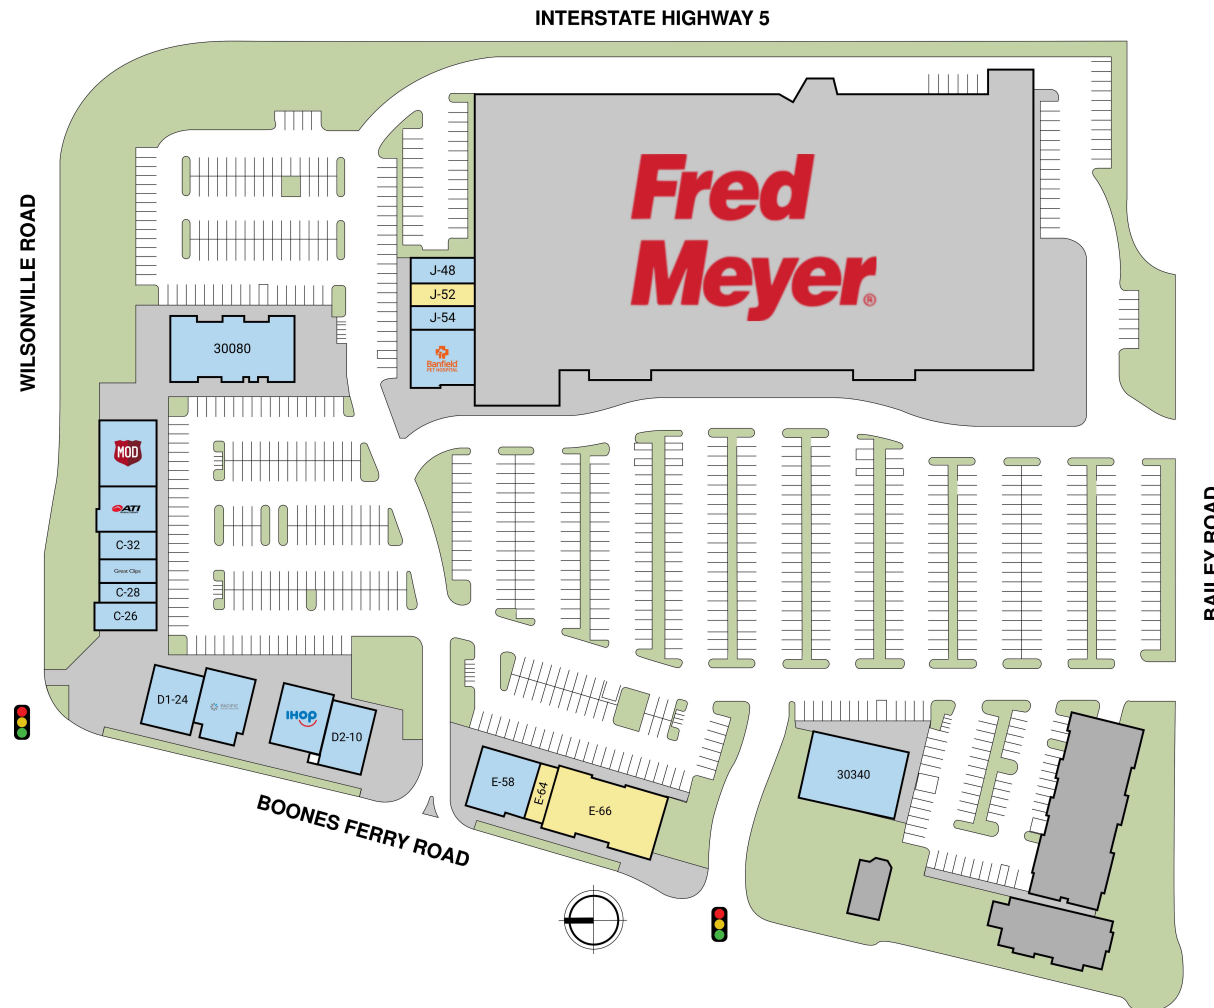 INTERSTATE HIGHWAY 5
WILSONVILLE ROAD
Fred
Meyer®
J-48
J-52
J-54
Banfield
PET HOSPITAL
30080
MOD
ATI
C-32
Great Clips
C-28
C-26
BAILEY ROAD
D1-24
PACIFIC
IHOP
D2-10
E-58
E-64
E-66
30340
BOONES FERRY ROAD